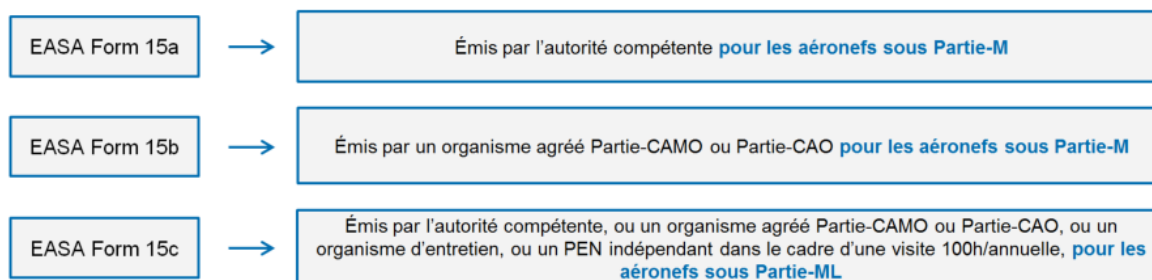 EASA Form 15a
Émis par l'autorité compétente pour les aéronefs sous Partie-M
EASA Form 15b
Émis par un organisme agréé Partie-CAMO ou Partie-CAO pour les aéronefs sous Partie-M
EASA Form 15c
Émis par l'autorité compétente, ou un organisme agréé Partie-CAMO ou Partie-CAO, ou un
organisme d'entretien, ou un PEN indépendant dans le cadre d'une visite 100h/annuelle, pour les
aéronefs sous Partie-ML